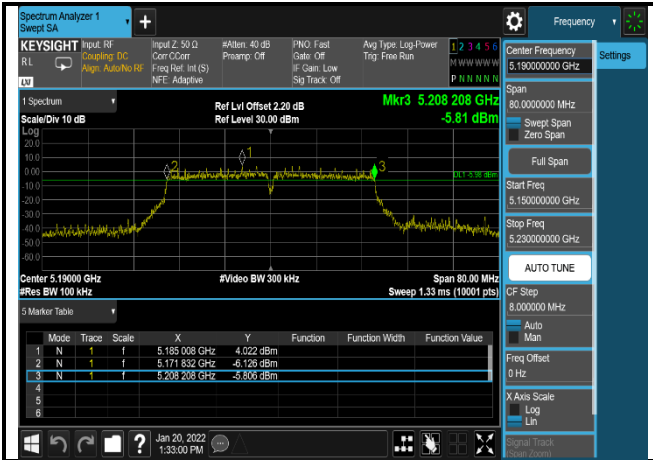 Spectrum Analyzer 1
Swept SA
+
Frequency
KEYSIGHT
RL
LXI
Input: RF
Coupling: DC
Align: Auto/No RF
Input Z: 50 Ω
Corr CCorr
Freq Ref: Int (S)
NFE: Adaptive
#Atten: 40 dB
Preamp: Off
PNO: Fast
Gate: Off
IF Gain: Low
Sig Track: Off
Avg Type: Log-Power
Trig: Free Run
1 2 3 4 5 6
M W W W W W
P N N N N N
1 Spectrum
Scale/Div 10 dB
Ref Lvl Offset 2.20 dB
Ref Level 30.00 dBm
Mkr3 5.208 208 GHz
-5.81 dBm
Log
20.0
10.0
0.00
-10.0
-20.0
-30.0
-40.0
-50.0
-60.0
2
1
3
DL1 -5.98 dBm
Center 5.19000 GHz
#Res BW 100 kHz
#Video BW 300 kHz
Span 80.00 MHz
Sweep 1.33 ms (10001 pts)
5 Marker Table
Mode Trace Scale X Y Function Function Width Function Value
1 N 1 f 5.185 008 GHz 4.022 dBm
2 N 1 f 5.171 832 GHz -6.126 dBm
3 N 1 f 5.208 208 GHz -5.806 dBm
4
5
6
Center Frequency
5.190000000 GHz
Settings
Span
80.0000000 MHz
Swept Span
Zero Span
Full Span
Start Freq
5.150000000 GHz
Stop Freq
5.230000000 GHz
AUTO TUNE
CF Step
8.000000 MHz
Auto
Man
Freq Offset
0 Hz
X Axis Scale
Log
Lin
Signal Track
(Span Zoom)
?
Jan 20, 2022
1:33:00 PM